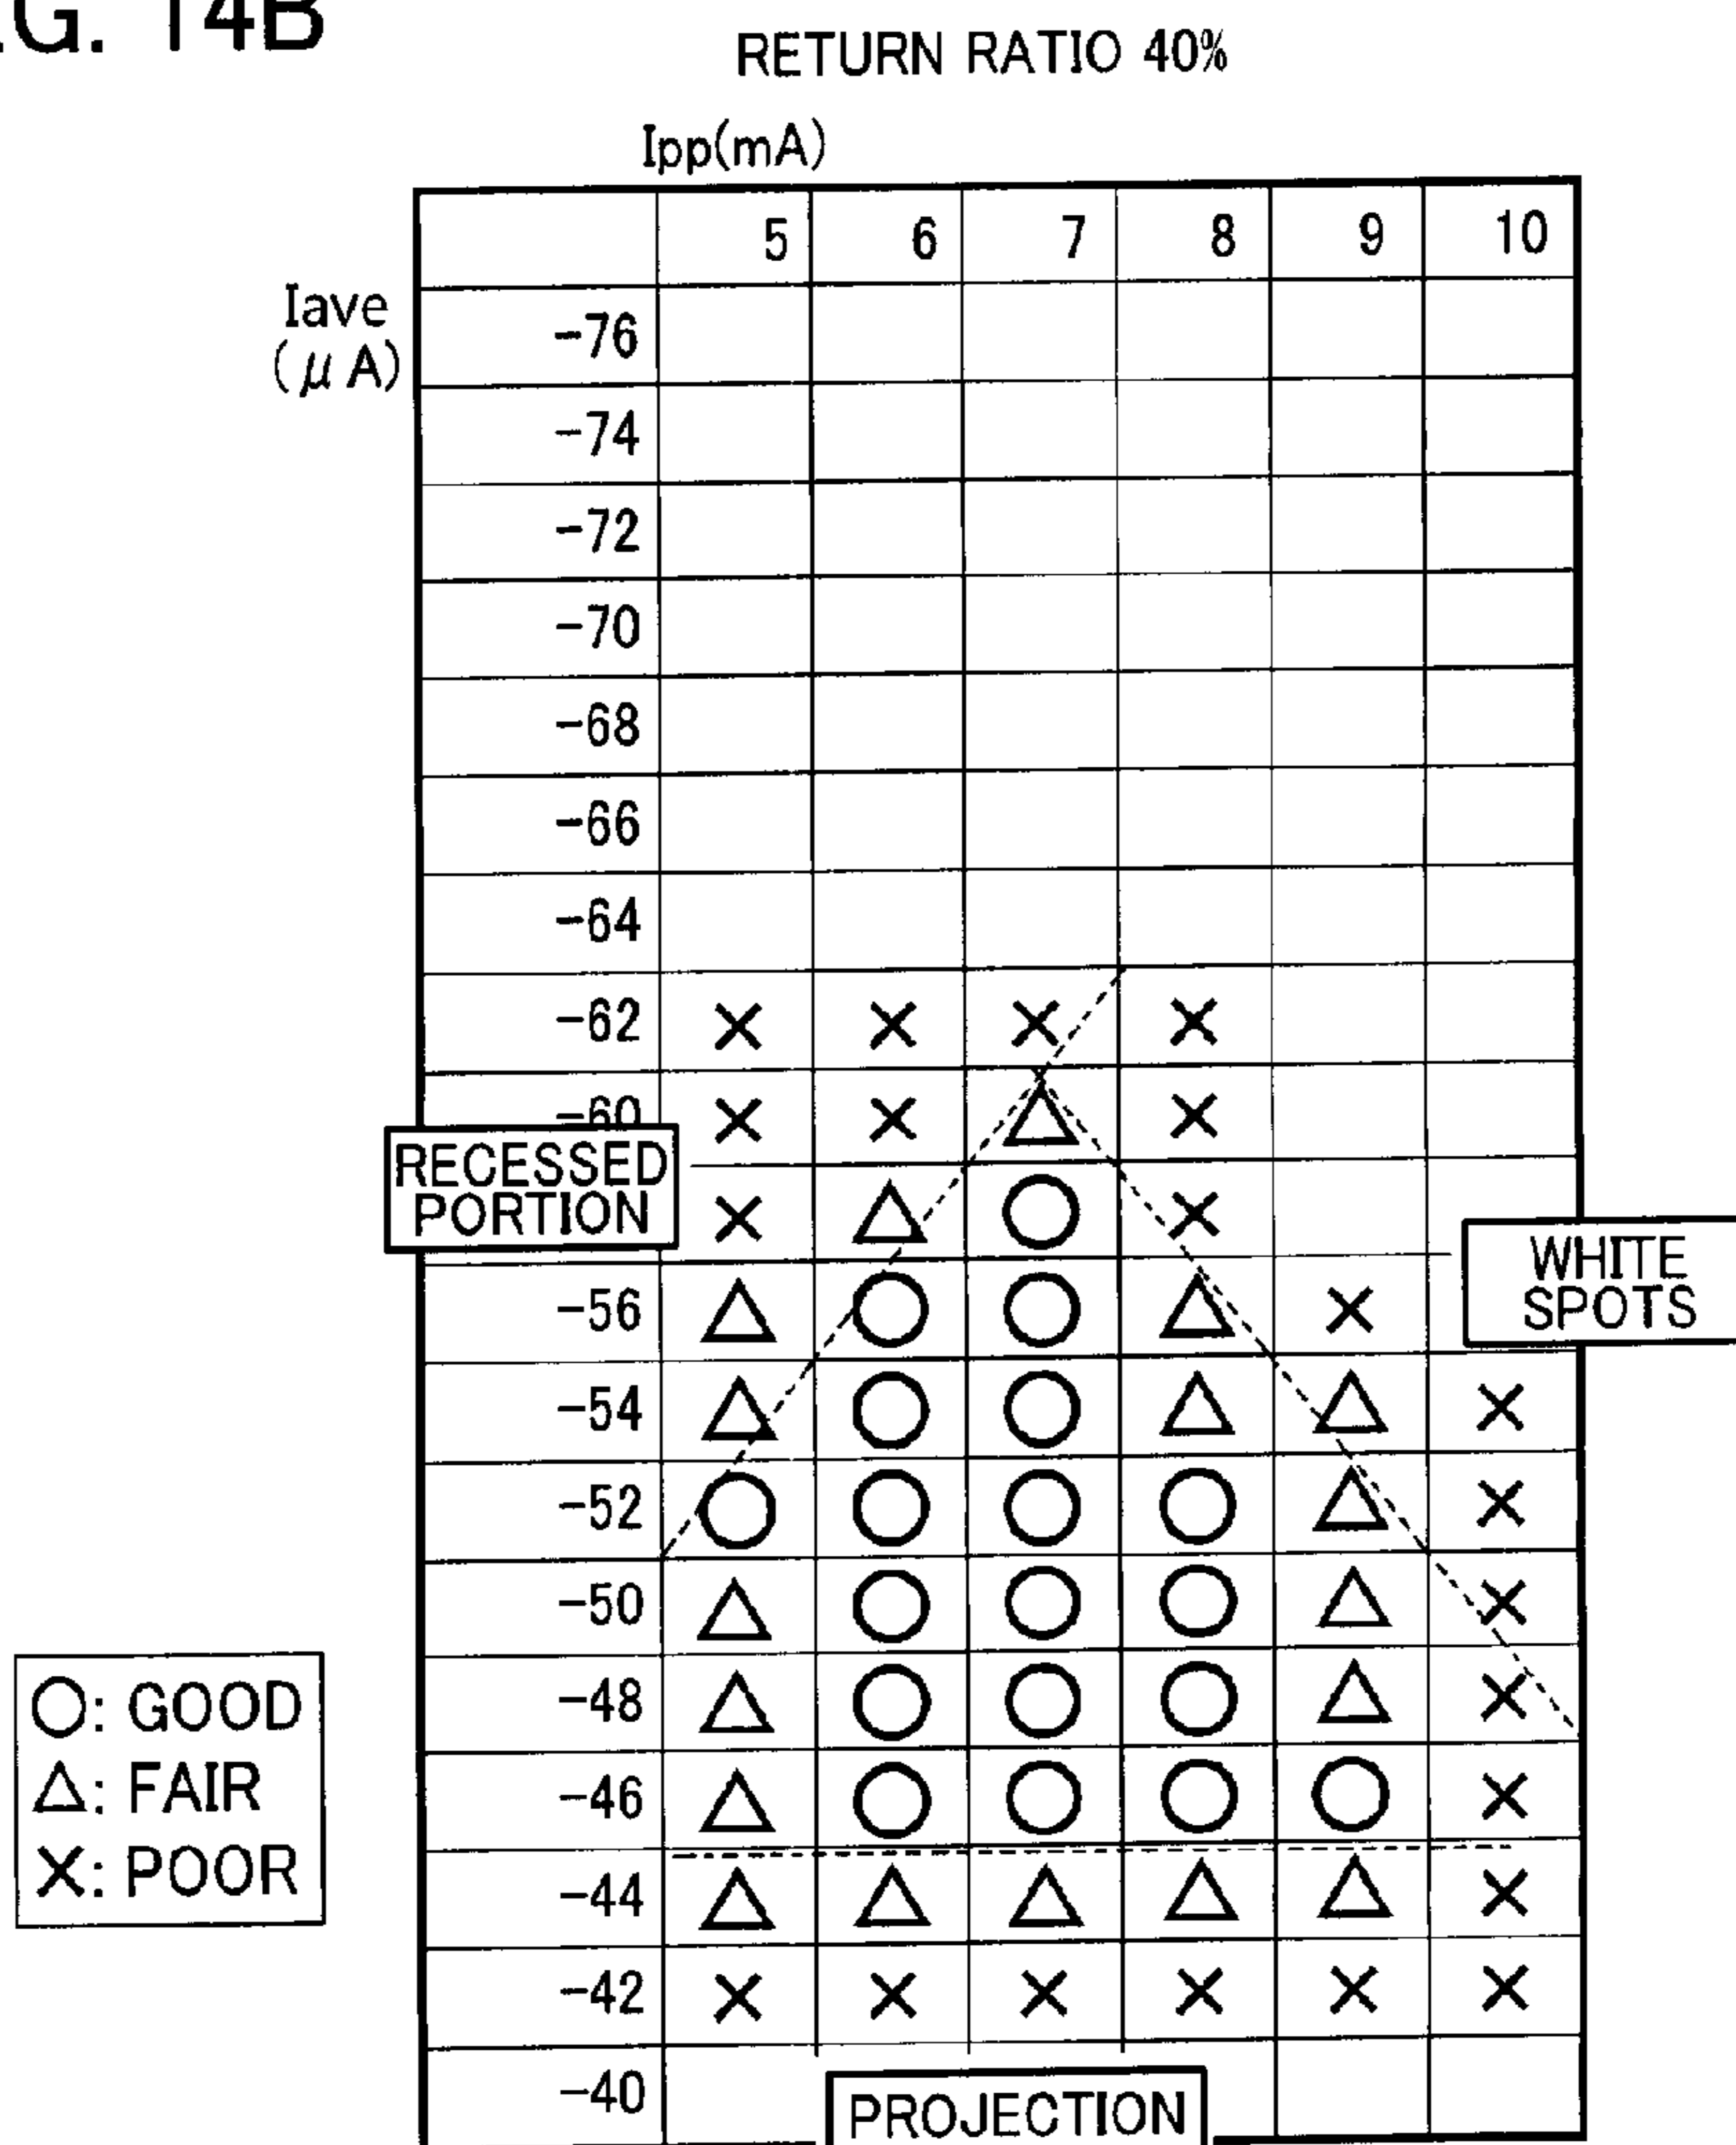 G. 14B
RETURN RATIO 40%
Ipp(mA)
5 6 7 8 9 10
Iave
(μA)
-76
-74
-72
-70
-68
-66
-64
-62 × × × ×
-60 × × △ ×
RECESSED
PORTION
× △ ○ ×
WHITE
SPOTS
-56 △ ○ ○ △ ×
-54 △ ○ ○ △ △ ×
-52 ○ ○ ○ ○ △ ×
-50 △ ○ ○ ○ △ ×
-48 △ ○ ○ ○ △ ×
-46 △ ○ ○ ○ ○ ×
-44 △ △ △ △ △ ×
-42 × × × × × ×
-40
PROJECTION
○: GOOD
△: FAIR
×: POOR